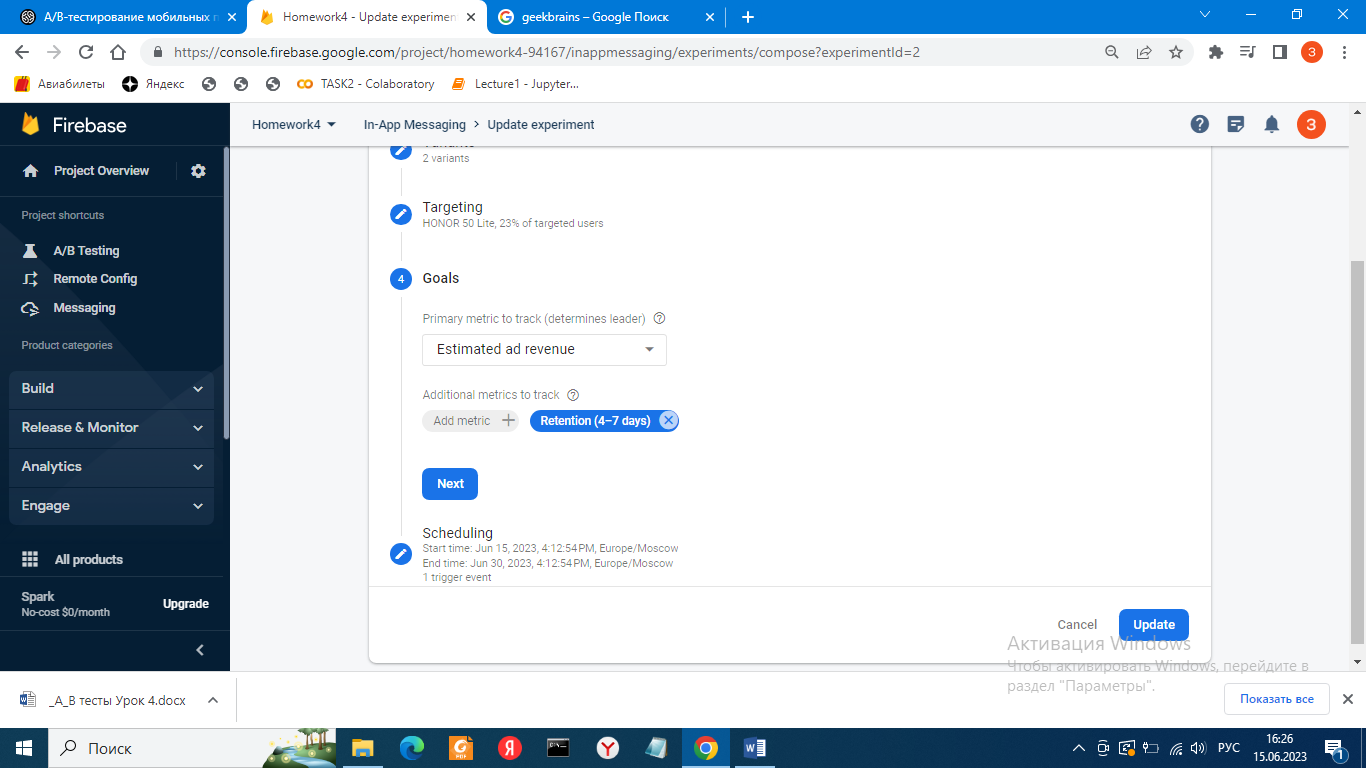 A/B-тестирование мобильных п
Homework4 - Update experimen
geekbrains – Google Поиск
https://console.firebase.google.com/project/homework4-94167/inappmessaging/experiments/compose?experimentId=2
З
Авиабилеты
Яндекс
TASK2 - Colaboratory
Lecture1 - Jupyter...
Firebase
Homework4
In-App Messaging > Update experiment
З
Project Overview
Project shortcuts
A/B Testing
Remote Config
Messaging
Product categories
Build
Release & Monitor
Analytics
Engage
All products
Spark
No-cost $0/month
Upgrade
Variants
2 variants
Targeting
HONOR 50 Lite, 23% of targeted users
4 Goals
Primary metric to track (determines leader)
Estimated ad revenue
Additional metrics to track
Add metric
Retention (4–7 days)
Next
Scheduling
Start time: Jun 15, 2023, 4:12:54 PM, Europe/Moscow
End time: Jun 30, 2023, 4:12:54 PM, Europe/Moscow
1 trigger event
Cancel
Update
Активация Windows
Чтобы активировать Windows, перейдите в
раздел "Параметры".
_A_B тесты Урок 4.docx
Показать все
Поиск
РУС
16:26
15.06.2023
1